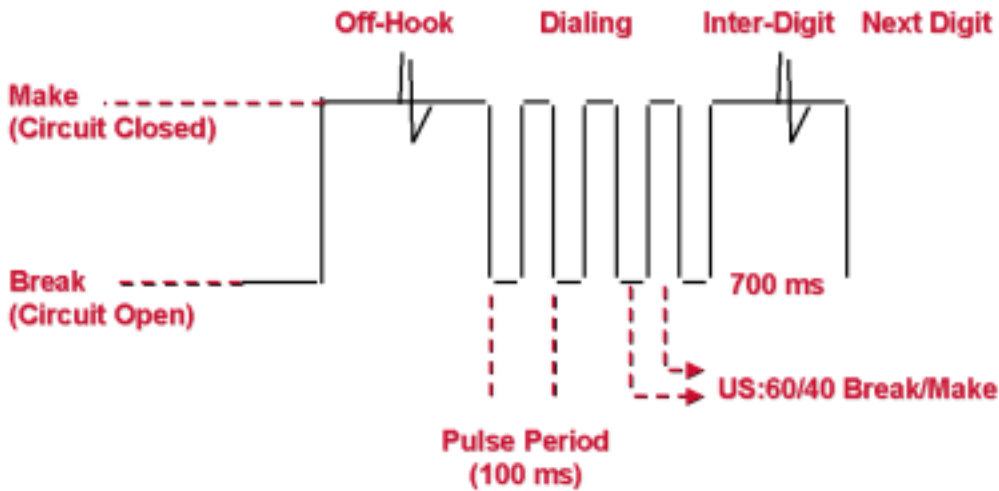 Off-Hook Dialing Inter-Digit Next Digit
Make
(Circuit Closed)
Break
(Circuit Open)
700 ms
US:60/40 Break/Make
Pulse Period
(100 ms)